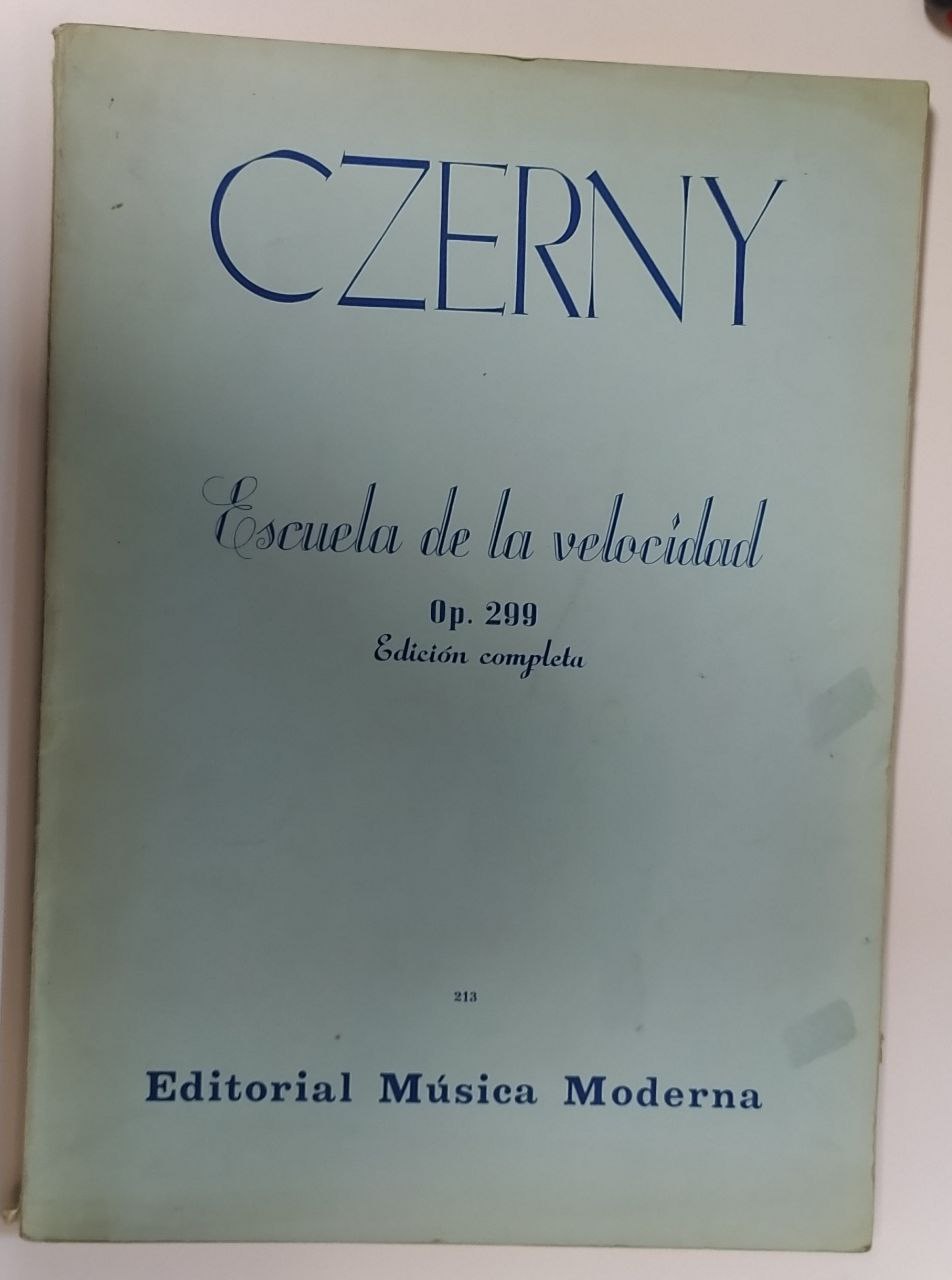 CZERNY
Escuela de la velocidad
Op. 299
Edición completa
213
Editorial Música Moderna